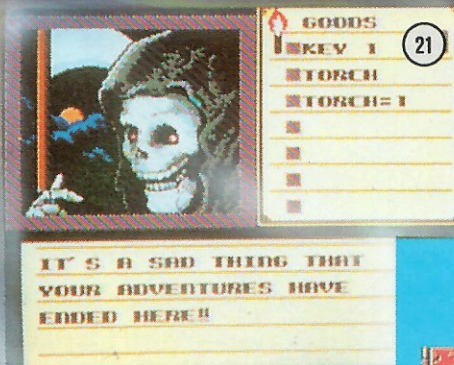 GOODS
KEY 1
TORCH
TORCH=1
21
IT'S A SAD THING THAT
YOUR ADVENTURES HAVE
ENDED HERE!!